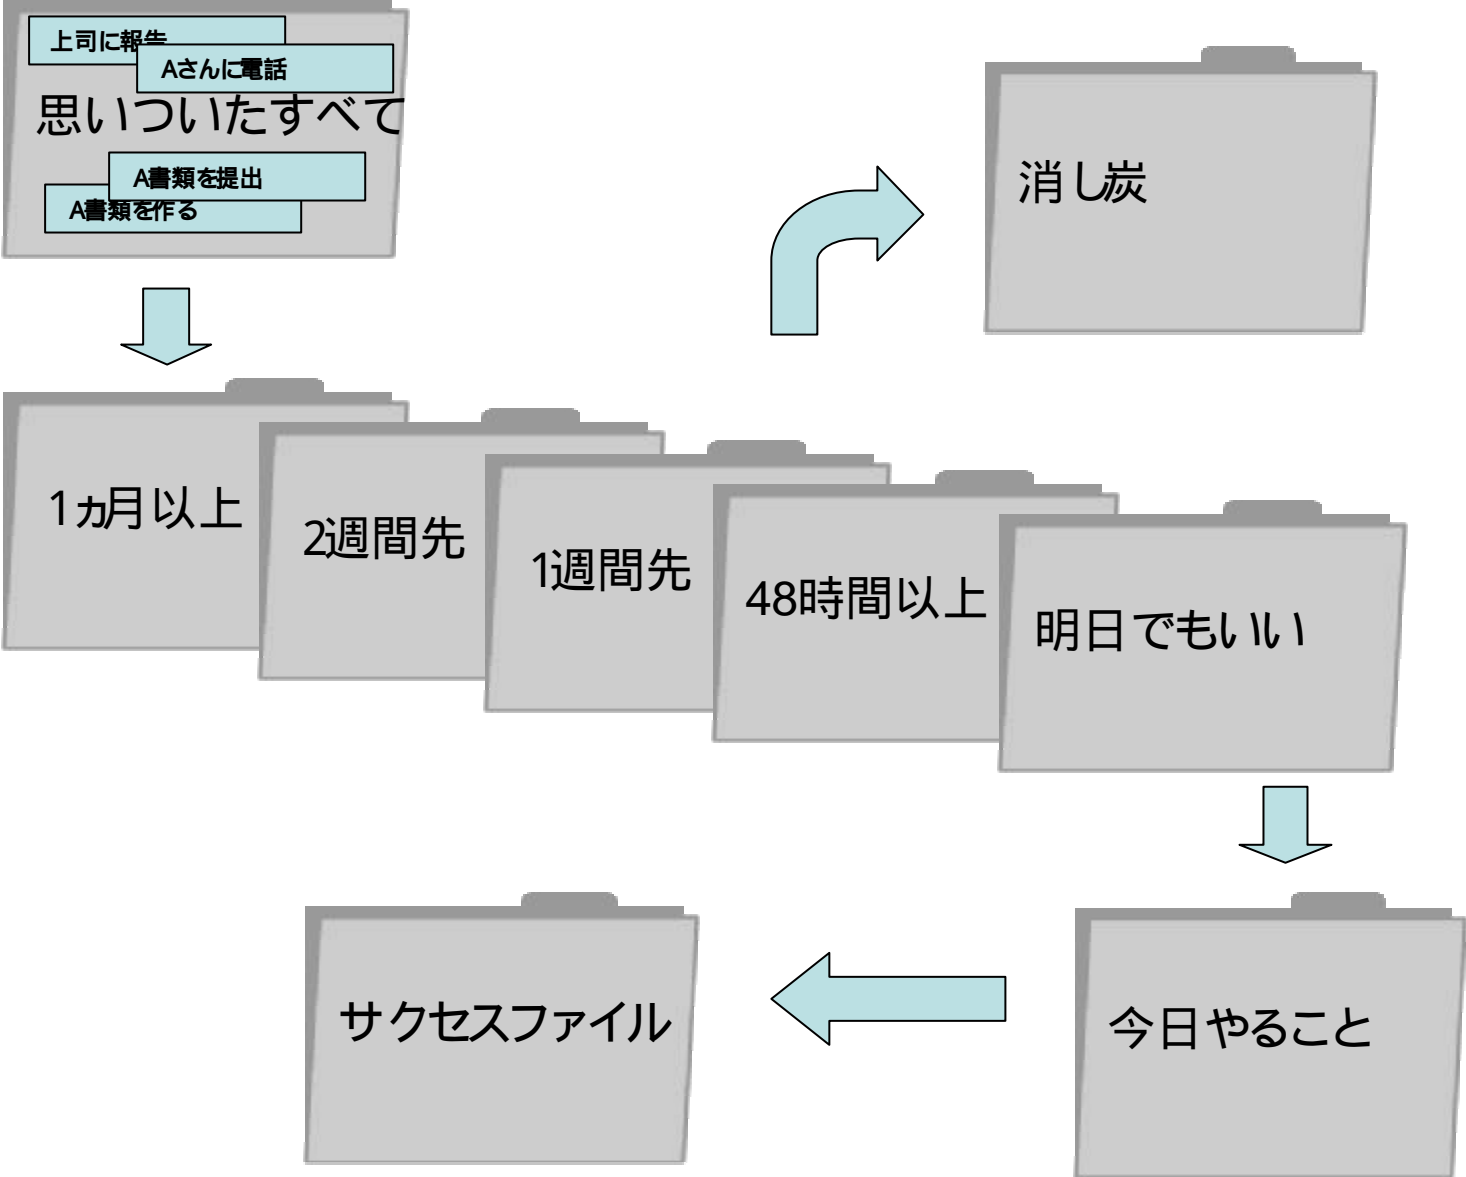 上司に報告
Aさんに電話
思いついたすべて
A書類を提出
A書類を作る
消し炭
1カ月以上
2週間先
1週間先
48時間以上
明日でもいい
サクセスファイル
今日やること